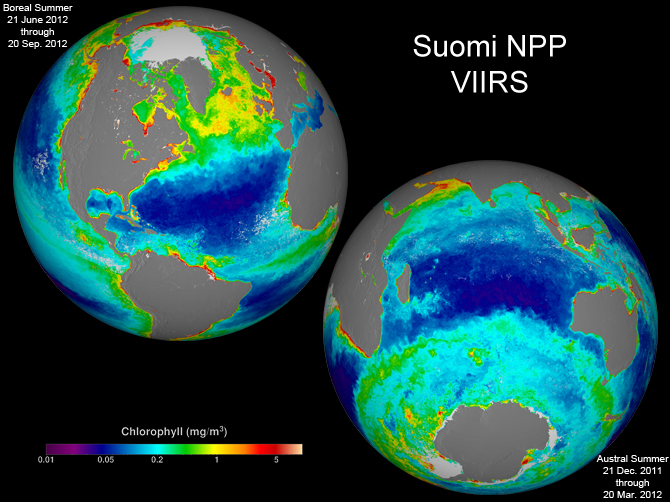 Boreal Summer
21 June 2012
through
20 Sep. 2012
Suomi NPP
VIIRS
Chlorophyll (mg/m³)
0.01 0.05 0.2 1 5
Austral Summer
21 Dec. 2011
through
20 Mar. 2012